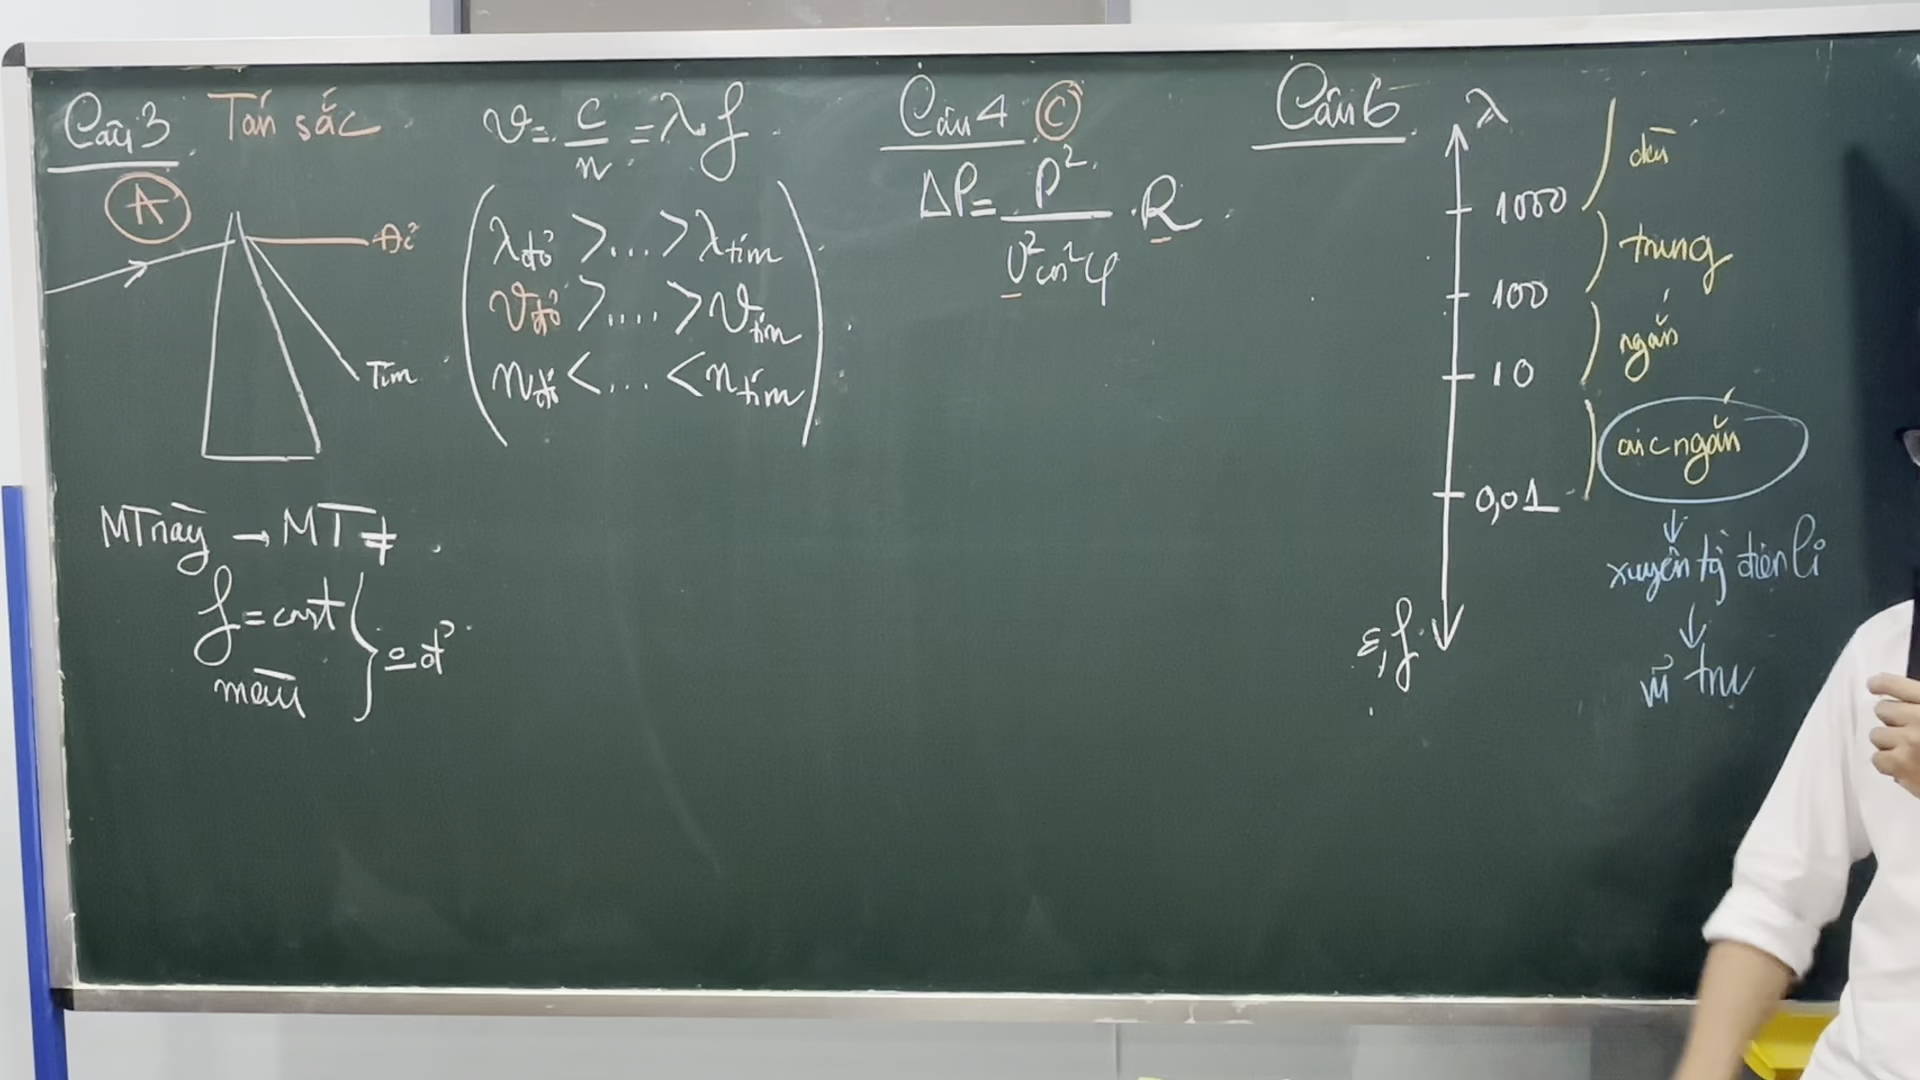 Câu 3 Tán sắc
A
Đỏ
Tím
v = c/n = λ.f
λđỏ > ... > λtím
vđỏ > .... > vtím
nđỏ < ... < ntím
MT này → MT ≠
f = cnst
màu
o đổi
Câu 4 C
ΔP = P²/U²cos²φ .R
Câu 6
λ
1000
100
10
0,01
ε, f
dài
trung
ngắn
cực ngắn
↓
xuyên tg điện li
↓
vũ trụ